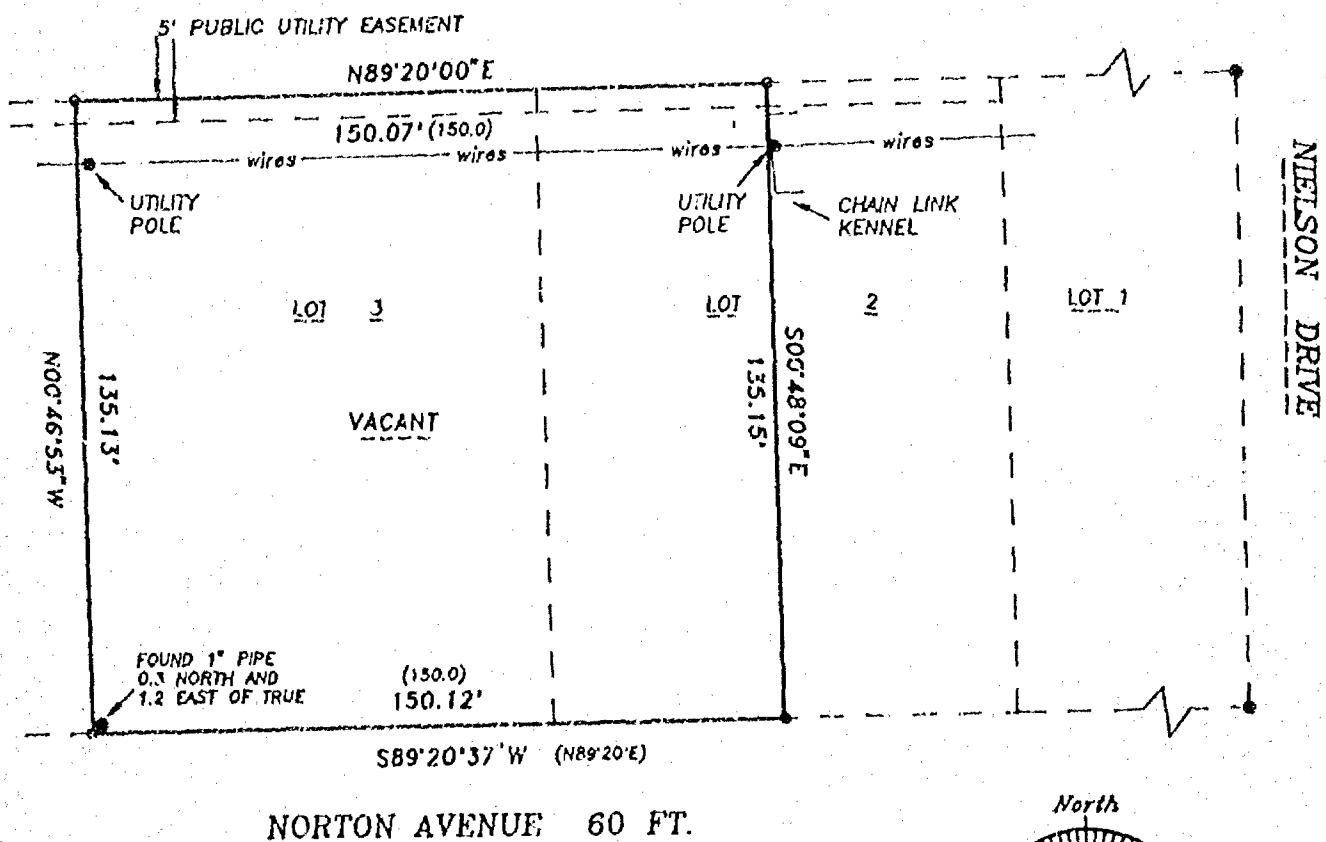 5' PUBLIC UTILITY EASEMENT
N89°20'00"E
150.07' (150.0)
wires wires wires wires
UTILITY
POLE
UTILITY
POLE
CHAIN LINK
KENNEL
LOT 3
LOT 2
LOT 1
NIELSON DRIVE
N00°46'53"W
135.13'
VACANT
135.15'
S00°48'09"E
FOUND 1" PIPE
0.3 NORTH AND
1.2 EAST OF TRUE
(150.0)
150.12'
S89°20'37"W (N89°20'E)
NORTON AVENUE 60 FT.
North